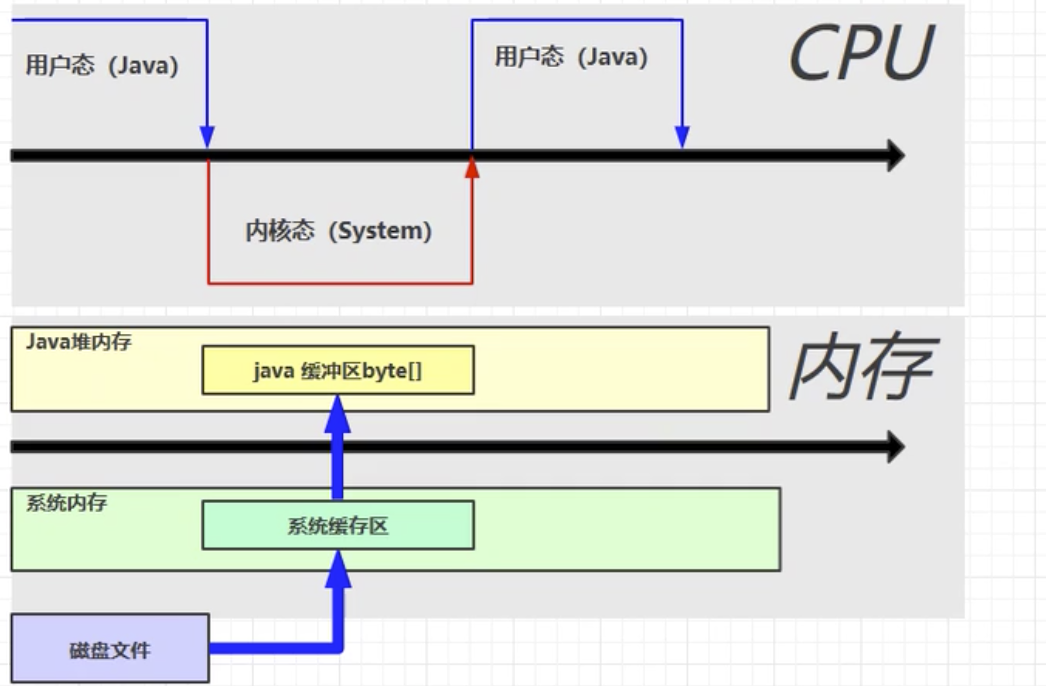 用户态（Java）
用户态（Java）
CPU
内核态（System）
Java堆内存
java 缓冲区byte[]
内存
系统内存
系统缓存区
磁盘文件